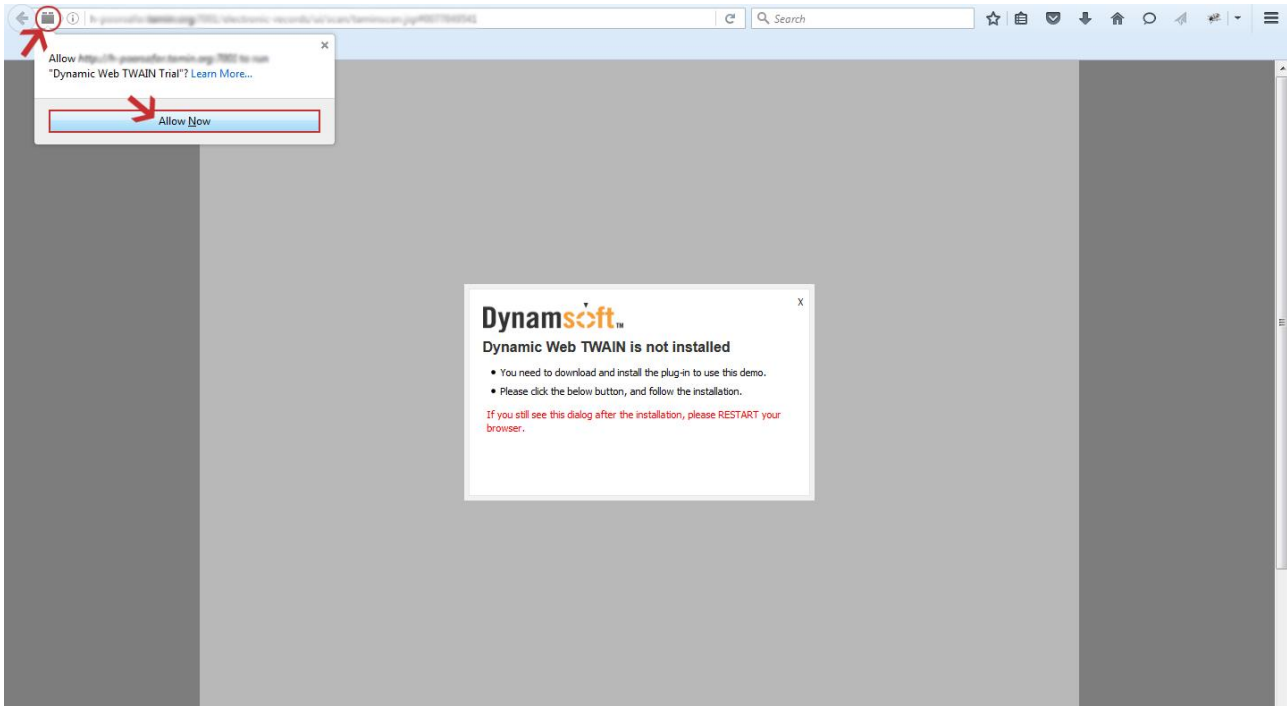 Search
Allow
"Dynamic Web TWAIN Trial"? Learn More...
Allow Now
Dynamsoft™
X
Dynamic Web TWAIN is not installed
• You need to download and install the plug-in to use this demo.
• Please click the below button, and follow the installation.
If you still see this dialog after the installation, please RESTART your
browser.